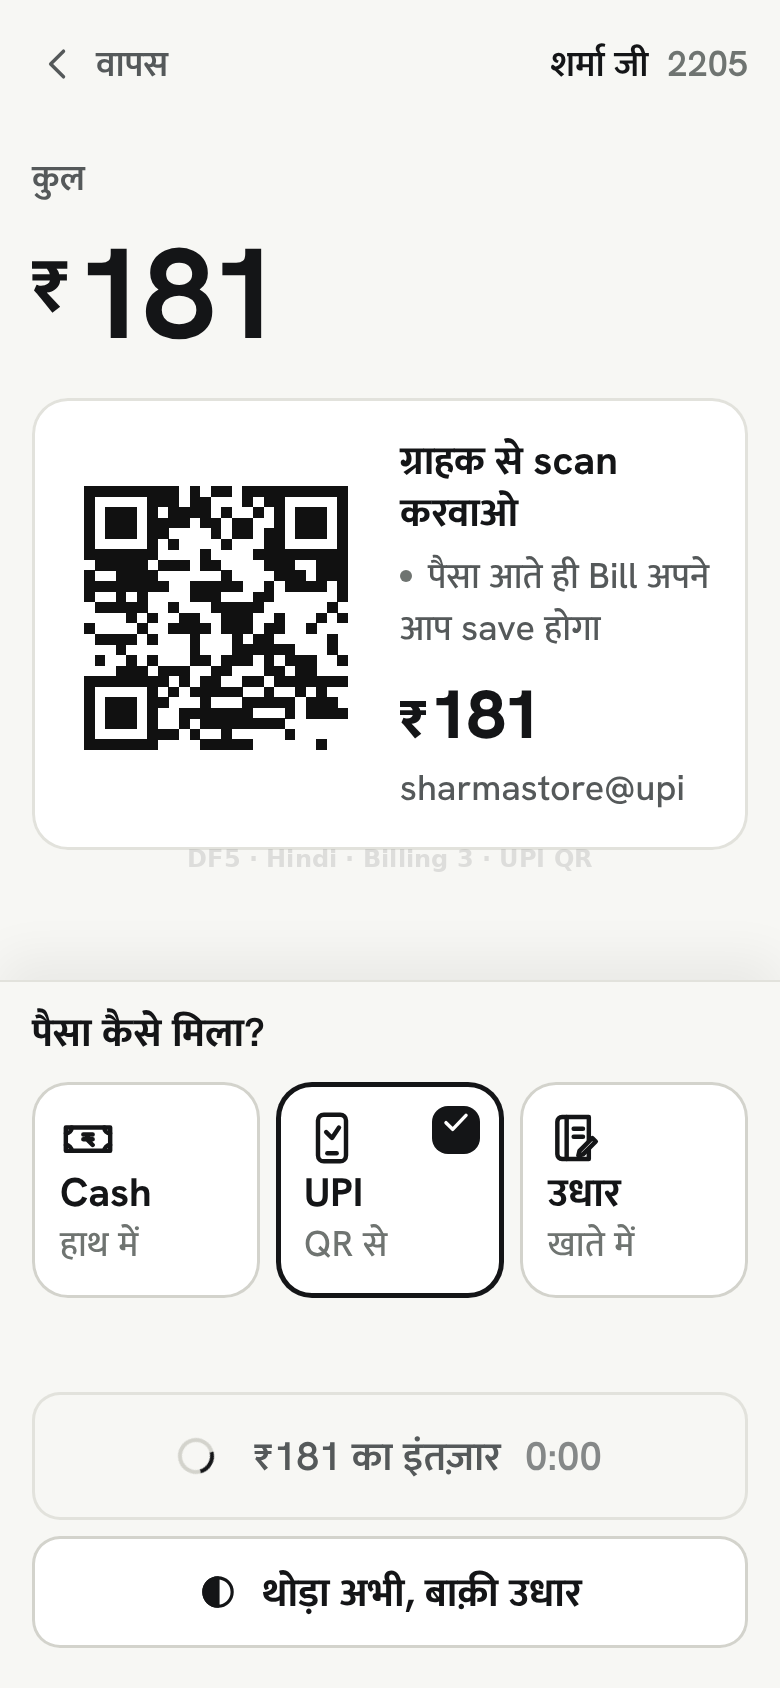 वापस
शर्मा जी 2205
कुल
₹181
ग्राहक से scan
करवाओ
• पैसा आते ही Bill अपने
आप save होगा
₹181
sharmastore@upi
DF5 · Hindi · Billing 3 · UPI QR
पैसा कैसे मिला?
Cash
हाथ में
UPI
QR से
उधार
खाते में
₹181 का इंतज़ार 0:00
थोड़ा अभी, बाक़ी उधार